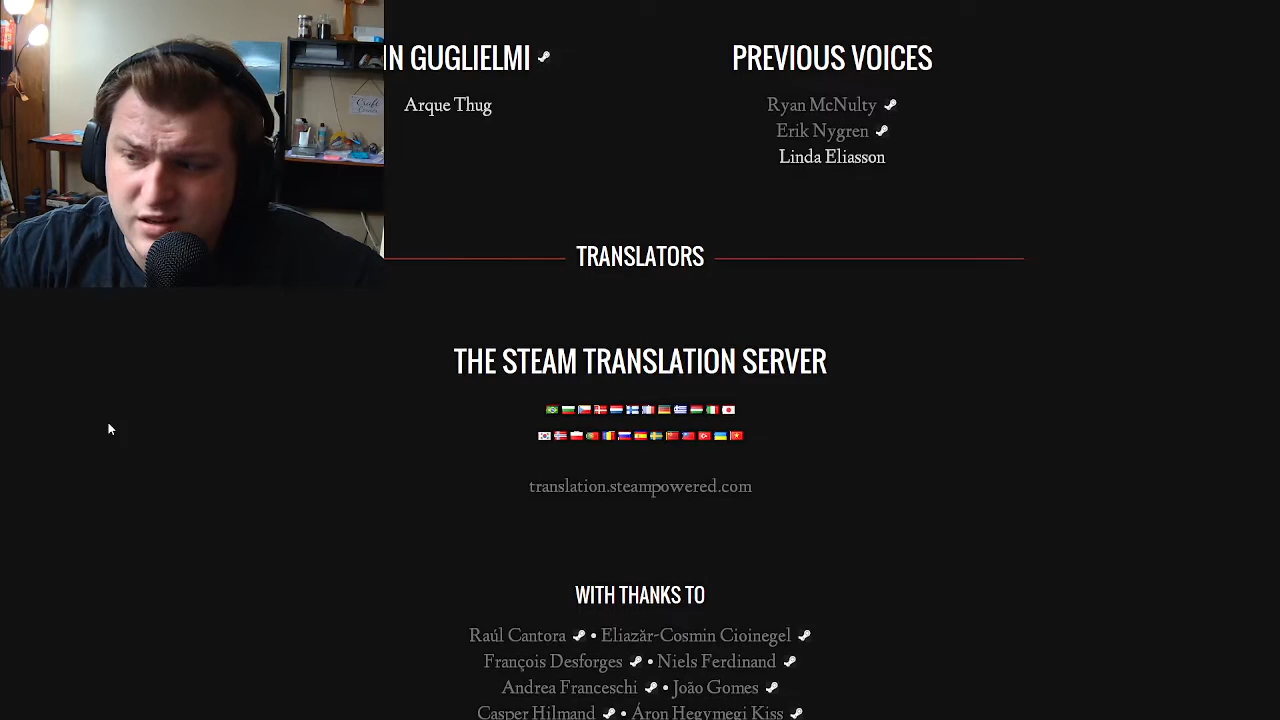 IN GUGLIELMI
Arque Thug
PREVIOUS VOICES
Ryan McNulty
Erik Nygren
Linda Eliasson
TRANSLATORS
THE STEAM TRANSLATION SERVER
translation.steampowered.com
WITH THANKS TO
Raúl Cantora • Eliazăr-Cosmin Cioinegel
François Desforges • Niels Ferdinand
Andrea Franceschi • João Gomes
Casper Hilmand • Áron Hegymegi Kiss